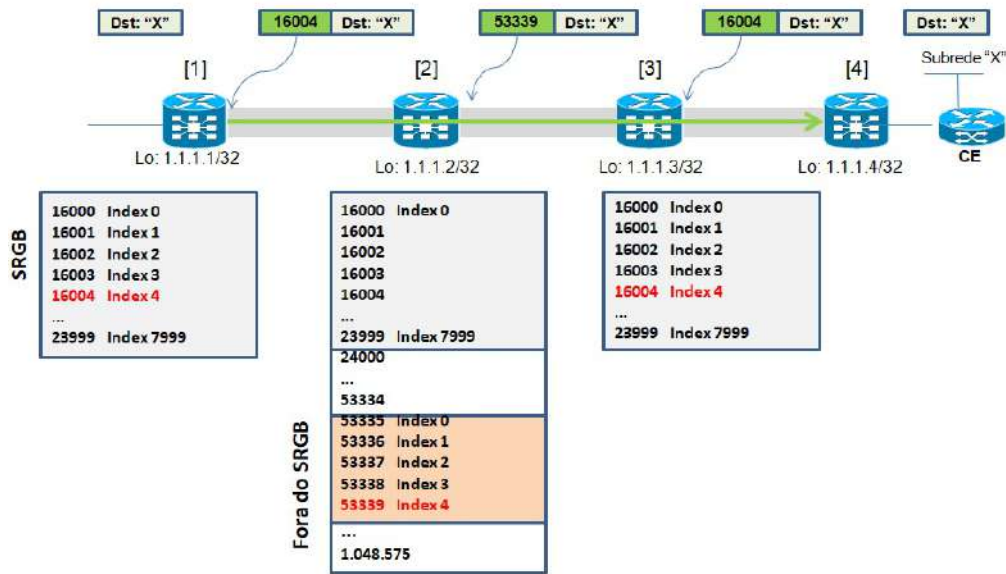 Dst: “X”
16004 Dst: “X”
53339 Dst: “X”
16004 Dst: “X”
Dst: “X”
[1]
[2]
[3]
[4]
Subrede “X”
Lo: 1.1.1.1/32
Lo: 1.1.1.2/32
Lo: 1.1.1.3/32
Lo: 1.1.1.4/32
CE
SRGB
16000 Index 0
16001 Index 1
16002 Index 2
16003 Index 3
16004 Index 4
...
23999 Index 7999
16000 Index 0
16001
16002
16003
16004
...
23999 Index 7999
24000
...
53334
Fora do SRGB
53335 Index 0
53336 Index 1
53337 Index 2
53338 Index 3
53339 Index 4
...
1.048.575
16000 Index 0
16001 Index 1
16002 Index 2
16003 Index 3
16004 Index 4
...
23999 Index 7999